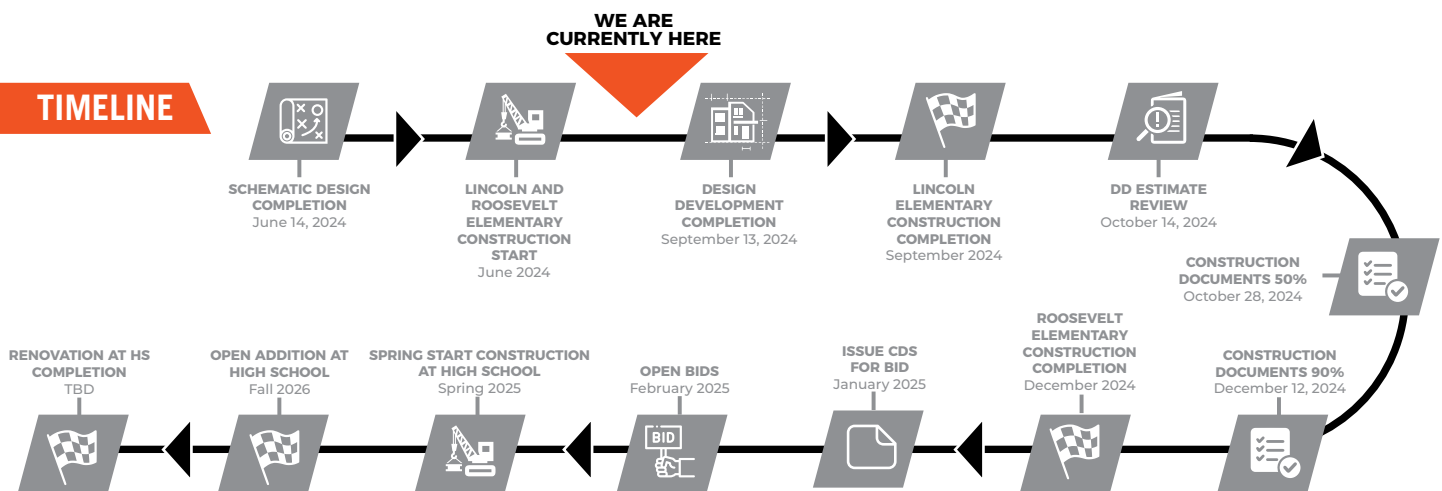 WE ARE
CURRENTLY HERE
TIMELINE
SCHEMATIC DESIGN
COMPLETION
June 14, 2024
LINCOLN AND
ROOSEVELT
ELEMENTARY
CONSTRUCTION
START
June 2024
DESIGN
DEVELOPMENT
COMPLETION
September 13, 2024
LINCOLN
ELEMENTARY
CONSTRUCTION
COMPLETION
September 2024
DD ESTIMATE
REVIEW
October 14, 2024
CONSTRUCTION
DOCUMENTS 50%
October 28, 2024
CONSTRUCTION
DOCUMENTS 90%
December 12, 2024
ROOSEVELT
ELEMENTARY
CONSTRUCTION
COMPLETION
December 2024
ISSUE CDS
FOR BID
January 2025
OPEN BIDS
February 2025
BID
SPRING START CONSTRUCTION
AT HIGH SCHOOL
Spring 2025
OPEN ADDITION AT
HIGH SCHOOL
Fall 2026
RENOVATION AT HS
COMPLETION
TBD